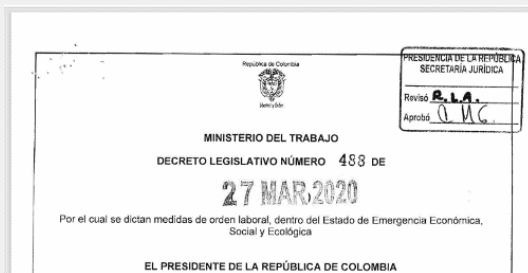 República de Colombia
Libertad y Orden
PRESIDENCIA DE LA REPÚBLICA
SECRETARÍA JURÍDICA
Revisó R.L.A.
Aprobó
MINISTERIO DEL TRABAJO
DECRETO LEGISLATIVO NÚMERO 488 DE
27 MAR 2020
Por el cual se dictan medidas de orden laboral, dentro del Estado de Emergencia Económica,
Social y Ecológica
EL PRESIDENTE DE LA REPÚBLICA DE COLOMBIA